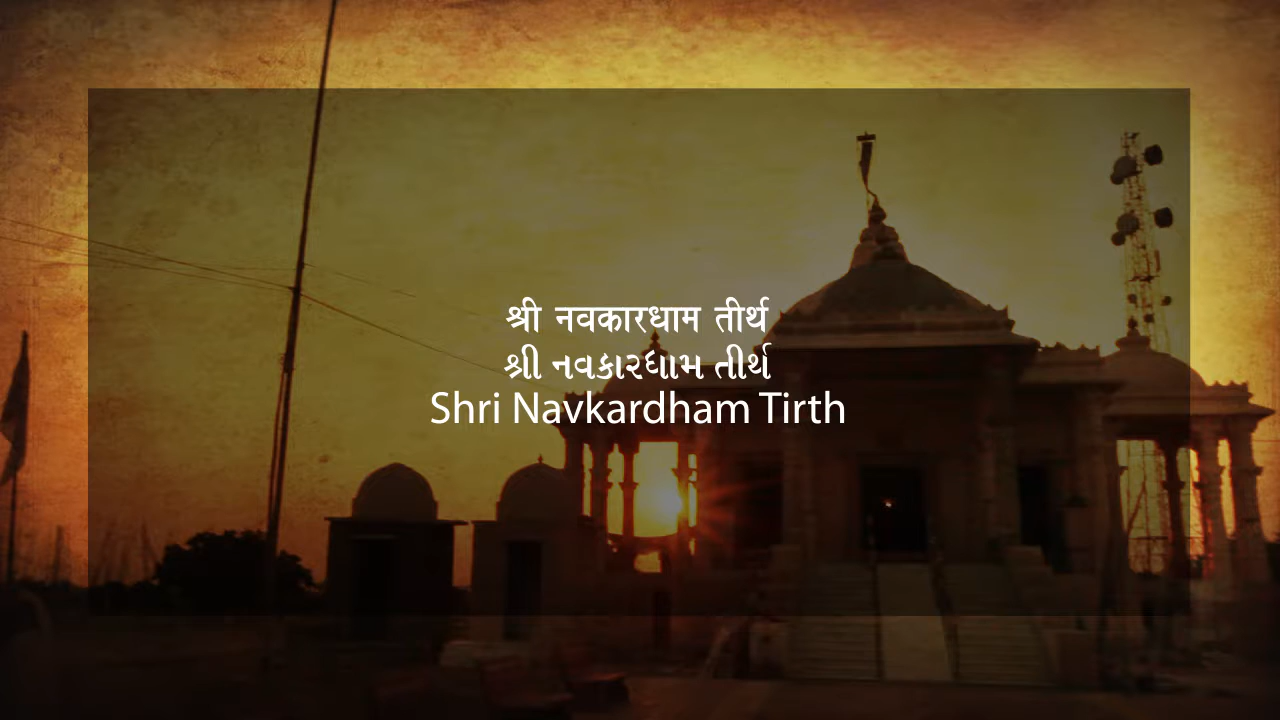 श्री नवकारधाम तीर्थ
શ્રી નવકારધામ તીર્થ
Shri Navkardham Tirth